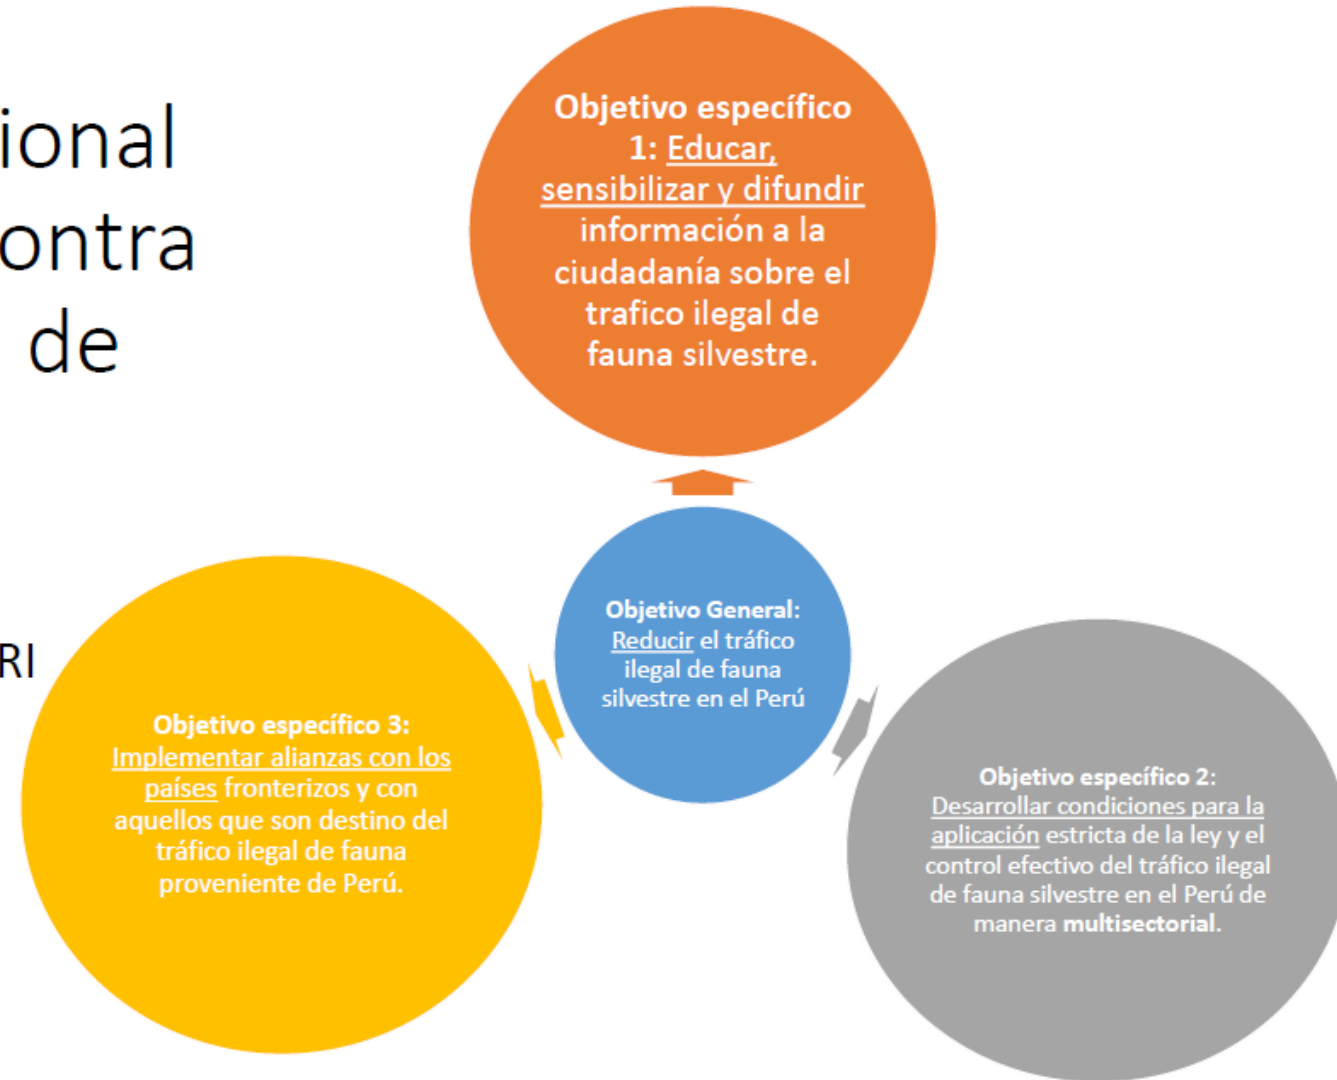 ional
ontra
de
RI
Objetivo específico
1: Educar,
sensibilizar y difundir
información a la
ciudadanía sobre el
trafico ilegal de
fauna silvestre.
Objetivo General:
Reducir el tráfico
ilegal de fauna
silvestre en el Perú
Objetivo específico 3:
Implementar alianzas con los
países fronterizos y con
aquellos que son destino del
tráfico ilegal de fauna
proveniente de Perú.
Objetivo específico 2:
Desarrollar condiciones para la
aplicación estricta de la ley y el
control efectivo del tráfico ilegal
de fauna silvestre en el Perú de
manera multisectorial.